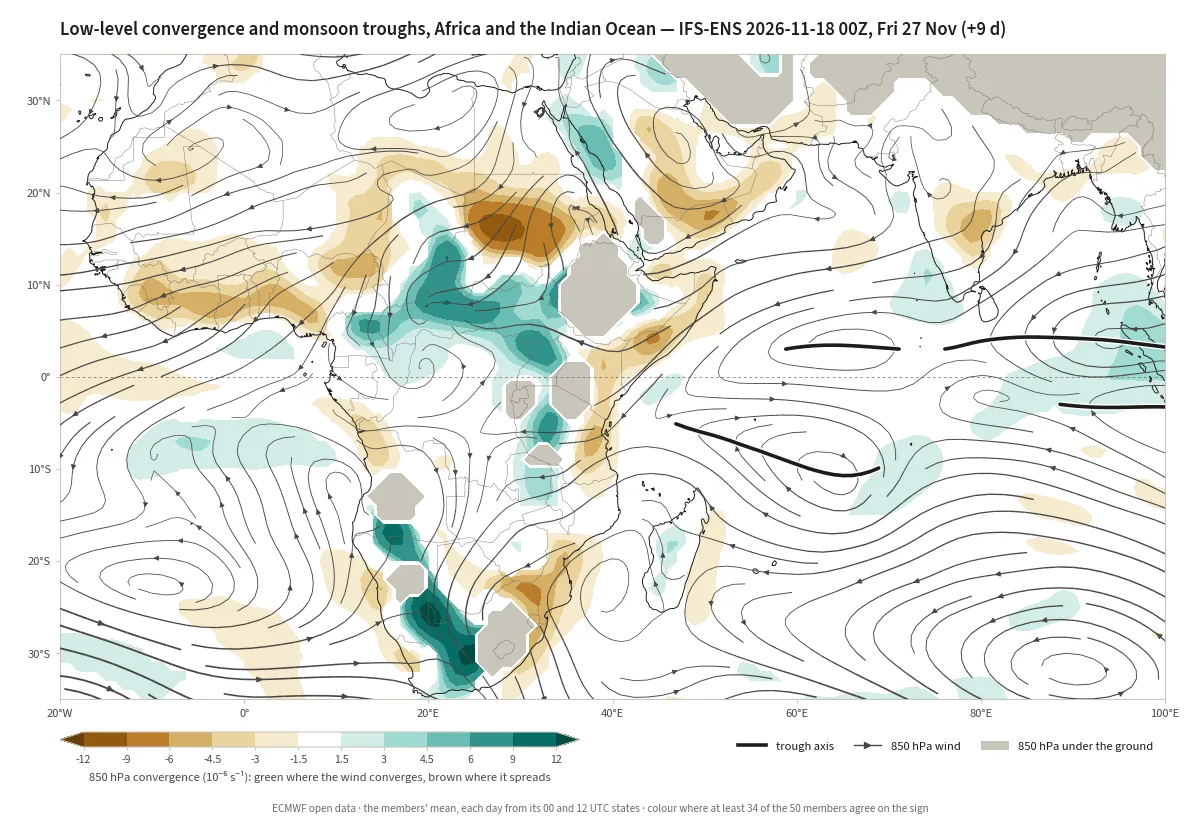 Low-level convergence and monsoon troughs, Africa and the Indian Ocean — IFS-ENS 2026-11-18 00Z, Fri 27 Nov (+9 d)
30°N
20°N
10°N
0°
10°S
20°S
30°S
20°W 0° 20°E 40°E 60°E 80°E 100°E
-12 -9 -6 -4.5 -3 -1.5 1.5 3 4.5 6 9 12
850 hPa convergence (10⁻⁶ s⁻¹): green where the wind converges, brown where it spreads
trough axis 850 hPa wind 850 hPa under the ground
ECMWF open data · the members' mean, each day from its 00 and 12 UTC states · colour where at least 34 of the 50 members agree on the sign